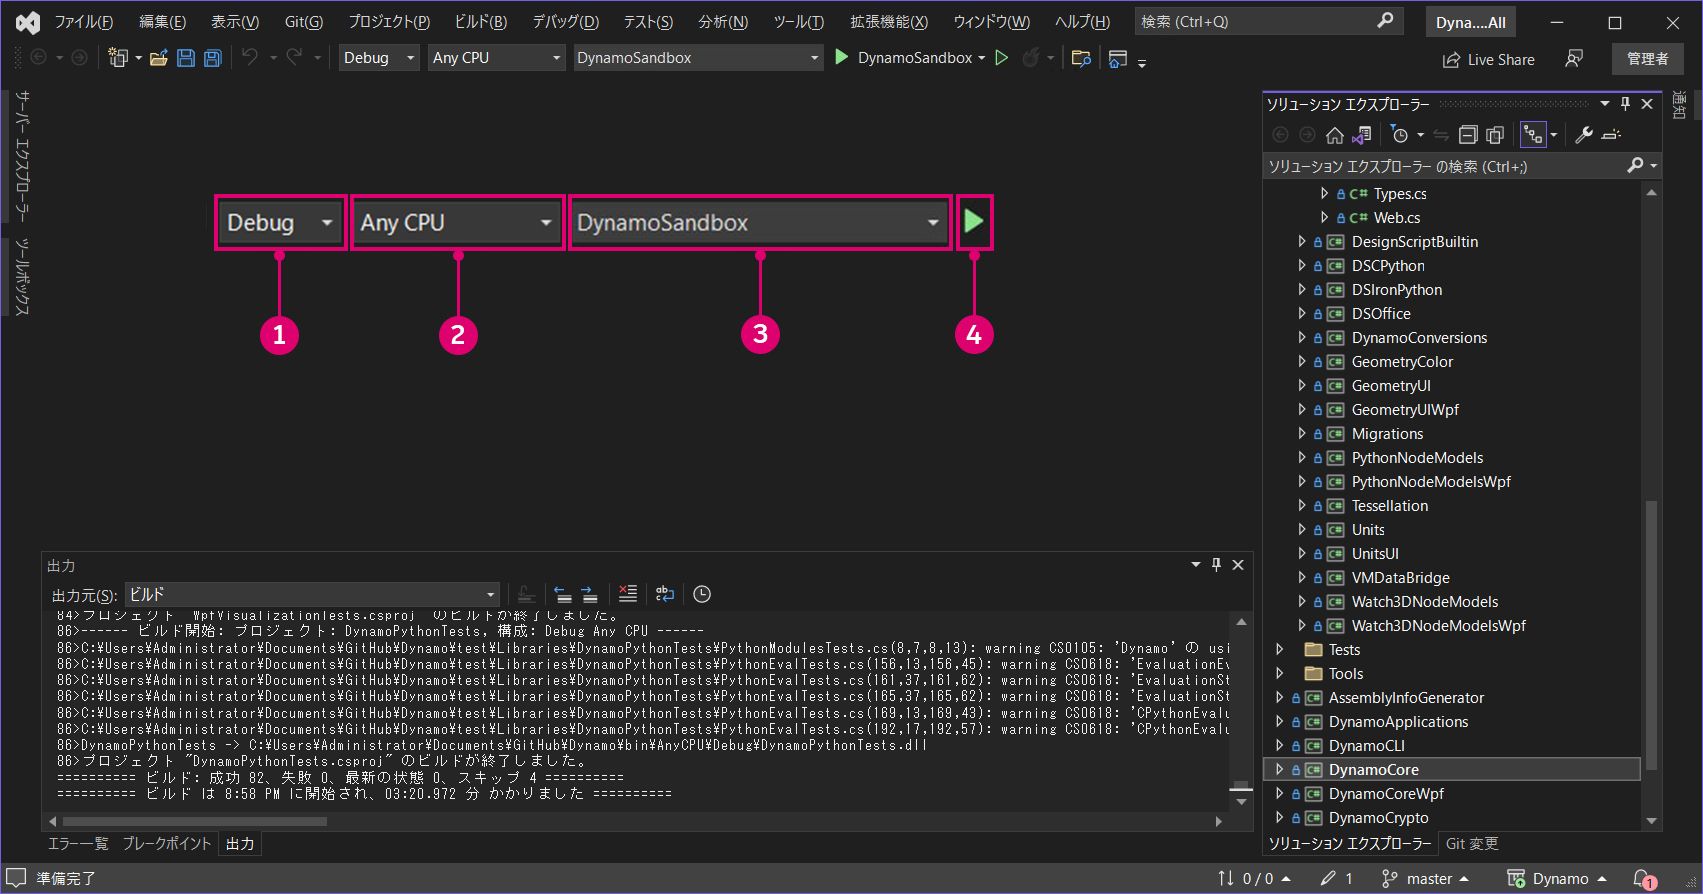 ファイル(F) 編集(E) 表示(V) Git(G) プロジェクト(P) ビルド(B) デバッグ(D) テスト(S) 分析(N) ツール(T) 拡張機能(X) ウィンドウ(W) ヘルプ(H) 検索 (Ctrl+Q) Dyna....All
Debug Any CPU DynamoSandbox DynamoSandbox Live Share 管理者
サーバー エクスプローラー
ツールボックス
Debug Any CPU DynamoSandbox
1 2 3 4
出力
出力元(S): ビルド
84>プロジェクト "WpfVisualizationTests.csproj" のビルドが終了しました。
86>------ ビルド開始: プロジェクト: DynamoPythonTests, 構成: Debug Any CPU ------
86>C:¥Users¥Administrator¥Documents¥GitHub¥Dynamo¥test¥Libraries¥DynamoPythonTests¥PythonModulesTests.cs(8,7,8,13): warning CS0105: 'Dynamo' の usi
86>C:¥Users¥Administrator¥Documents¥GitHub¥Dynamo¥test¥Libraries¥DynamoPythonTests¥PythonEvalTests.cs(156,13,156,45): warning CS0618: 'EvaluationEv
86>C:¥Users¥Administrator¥Documents¥GitHub¥Dynamo¥test¥Libraries¥DynamoPythonTests¥PythonEvalTests.cs(161,37,161,62): warning CS0618: 'EvaluationSt
86>C:¥Users¥Administrator¥Documents¥GitHub¥Dynamo¥test¥Libraries¥DynamoPythonTests¥PythonEvalTests.cs(165,37,165,62): warning CS0618: 'EvaluationSt
86>C:¥Users¥Administrator¥Documents¥GitHub¥Dynamo¥test¥Libraries¥DynamoPythonTests¥PythonEvalTests.cs(169,13,169,43): warning CS0618: 'CPythonEvalu
86>C:¥Users¥Administrator¥Documents¥GitHub¥Dynamo¥test¥Libraries¥DynamoPythonTests¥PythonEvalTests.cs(192,17,192,57): warning CS0618: 'CPythonEvalu
86>DynamoPythonTests -> C:¥Users¥Administrator¥Documents¥GitHub¥Dynamo¥bin¥AnyCPU¥Debug¥DynamoPythonTests.dll
86>プロジェクト "DynamoPythonTests.csproj" のビルドが終了しました。
========== ビルド: 成功 82、失敗 0、最新の状態 0、スキップ 4 ==========
========== ビルド は 8:58 PM に開始され、03:20.972 分 かかりました ==========
エラー一覧 ブレークポイント 出力
ソリューション エクスプローラー
ソリューション エクスプローラー の検索 (Ctrl+;)
C# Types.cs
C# Web.cs
C# DesignScriptBuiltin
C# DSCPython
C# DSIronPython
C# DSOffice
C# DynamoConversions
C# GeometryColor
C# GeometryUI
C# GeometryUIWpf
C# Migrations
C# PythonNodeModels
C# PythonNodeModelsWpf
C# Tessellation
C# Units
C# UnitsUI
C# VMDataBridge
C# Watch3DNodeModels
C# Watch3DNodeModelsWpf
Tests
Tools
C# AssemblyInfoGenerator
C# DynamoApplications
C# DynamoCLI
C# DynamoCore
C# DynamoCoreWpf
C# DynamoCrypto
ソリューション エクスプローラー Git 変更
通知
準備完了 0 / 0 1 master Dynamo 1